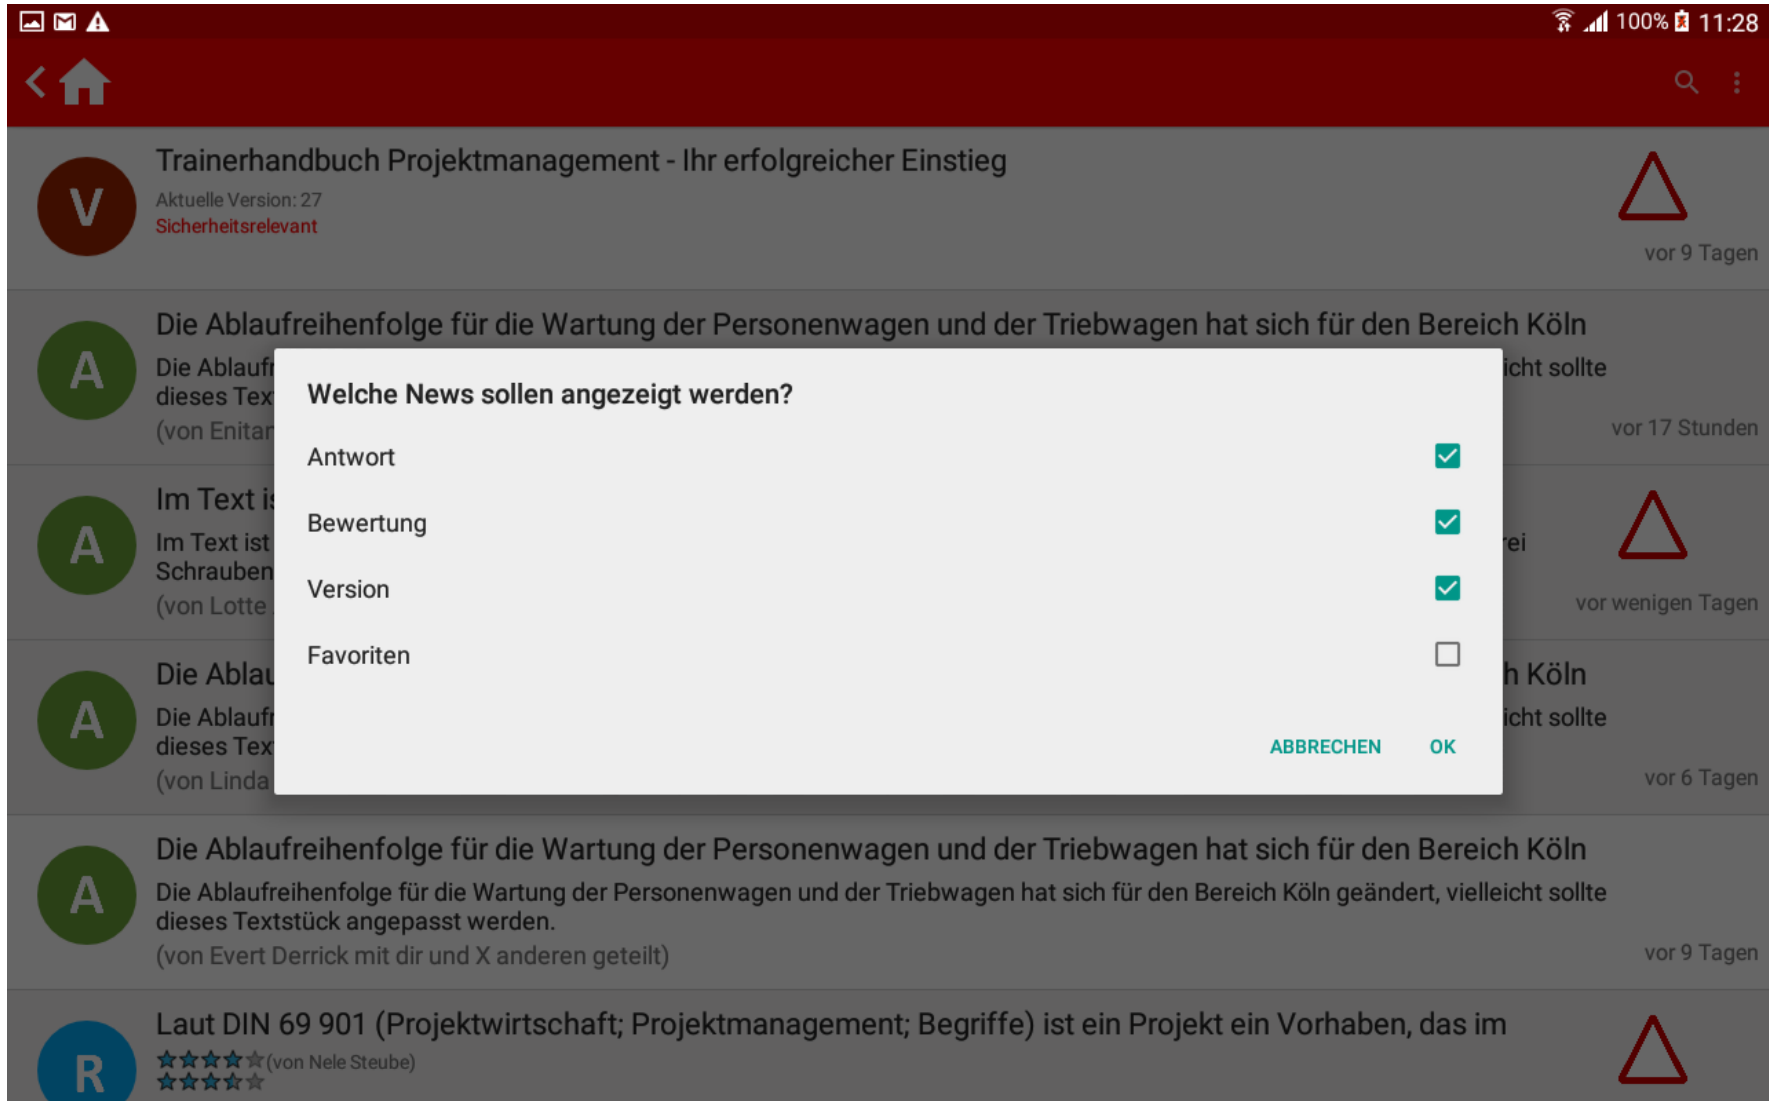 100% 11:28
Trainerhandbuch Projektmanagement - Ihr erfolgreicher Einstieg
V
Aktuelle Version: 27
Sicherheitsrelevant
vor 9 Tagen
Die Ablaufreihenfolge für die Wartung der Personenwagen und der Triebwagen hat sich für den Bereich Köln
A
Die Ablaufr
icht sollte
dieses Tex
(von Enitan
vor 17 Stunden
Welche News sollen angezeigt werden?
Antwort
Bewertung
Version
Favoriten
ABBRECHEN OK
Im Text is
A
Im Text ist
rei
Schrauben
(von Lotte
vor wenigen Tagen
Die Ablau
h Köln
A
Die Ablaufr
icht sollte
dieses Tex
(von Linda
vor 6 Tagen
Die Ablaufreihenfolge für die Wartung der Personenwagen und der Triebwagen hat sich für den Bereich Köln
A
Die Ablaufreihenfolge für die Wartung der Personenwagen und der Triebwagen hat sich für den Bereich Köln geändert, vielleicht sollte
dieses Textstück angepasst werden.
(von Evert Derrick mit dir und X anderen geteilt)
vor 9 Tagen
Laut DIN 69 901 (Projektwirtschaft; Projektmanagement; Begriffe) ist ein Projekt ein Vorhaben, das im
R
(von Nele Steube)